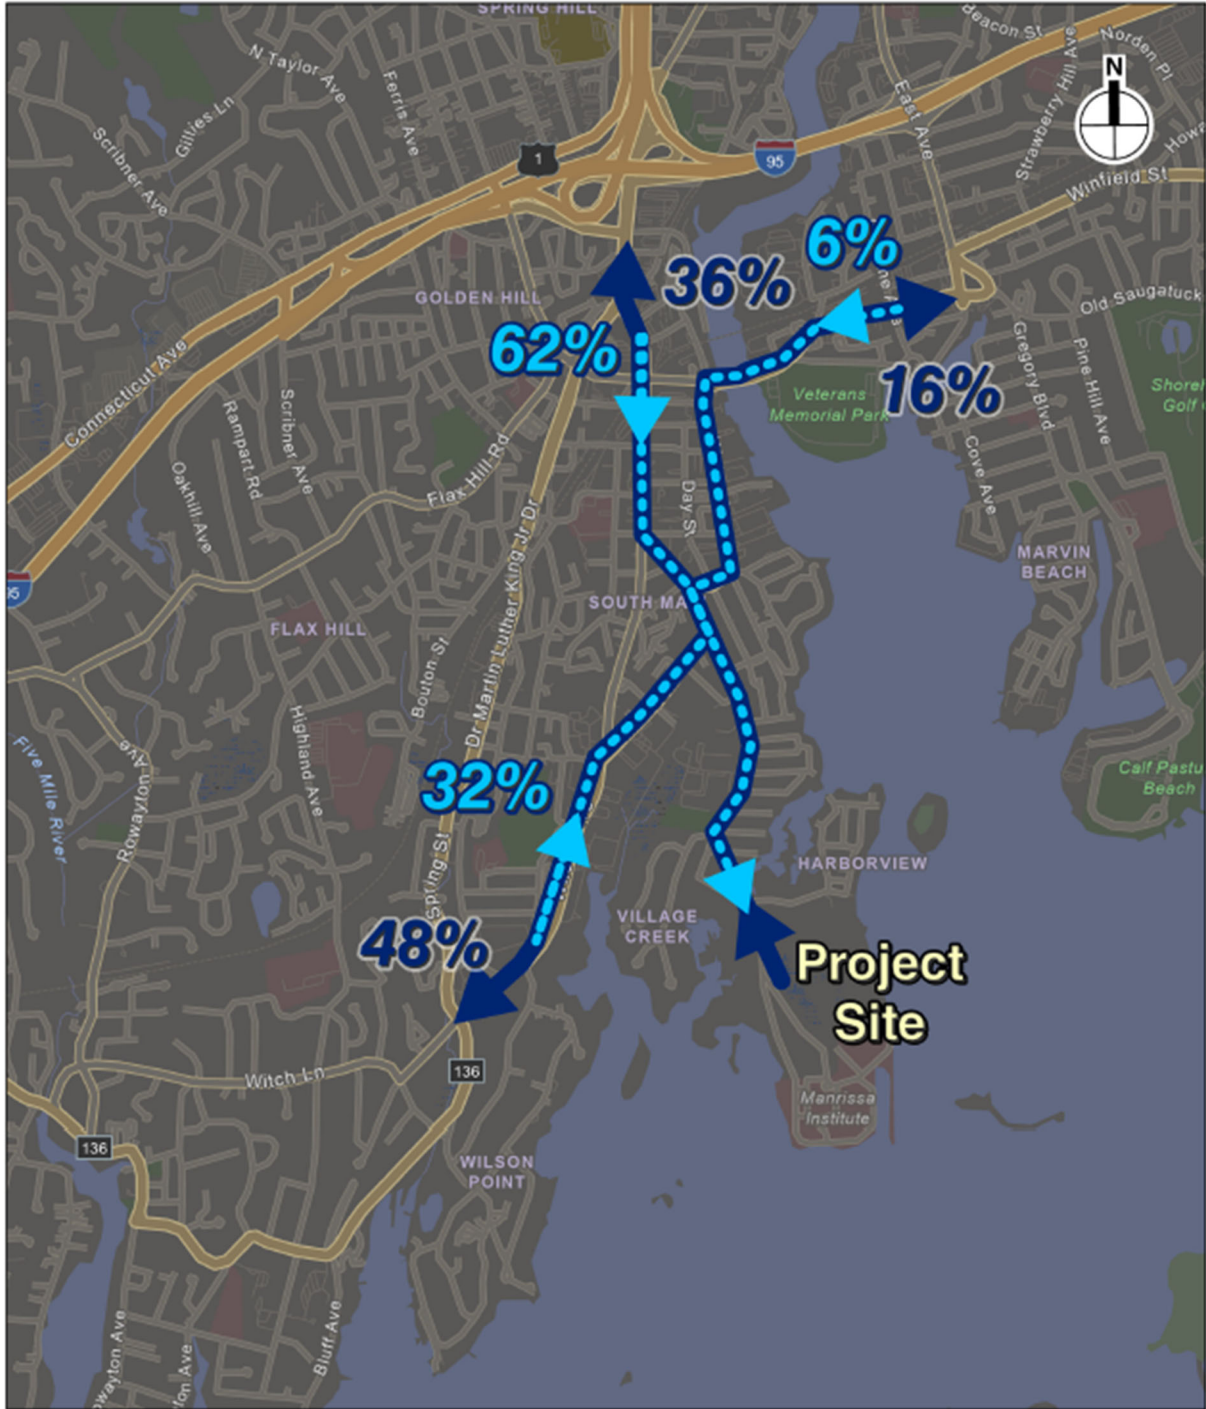 SPRING HILL
Beacon St
Norden Pl
N Taylor Ave
Ferris Ave
Gillies Ln
Scribner Ave
East Ave
Strawberry Hill Ave
N
1
95
Winfield St
6%
36%
GOLDEN HILL
62%
Old Saugatuck
16%
Veterans
Memorial Park
Gregory Blvd
Pine Hill Ave
Connecticut Ave
Rampart Rd
Scribner Ave
Oakhill Ave
Flax Hill Rd
Day St
Cove Ave
MARVIN
BEACH
95
Dr Martin Luther King Jr Dr
SOUTH MA
FLAX HILL
Bouton St
Highland Ave
Rowayton Ave
Five Mile River
32%
Spring St
HARBORVIEW
VILLAGE
CREEK
48%
Project
Site
136
Witch Ln
Manrissa
Institute
136
WILSON
POINT
Bluff Ave
wayton Ave